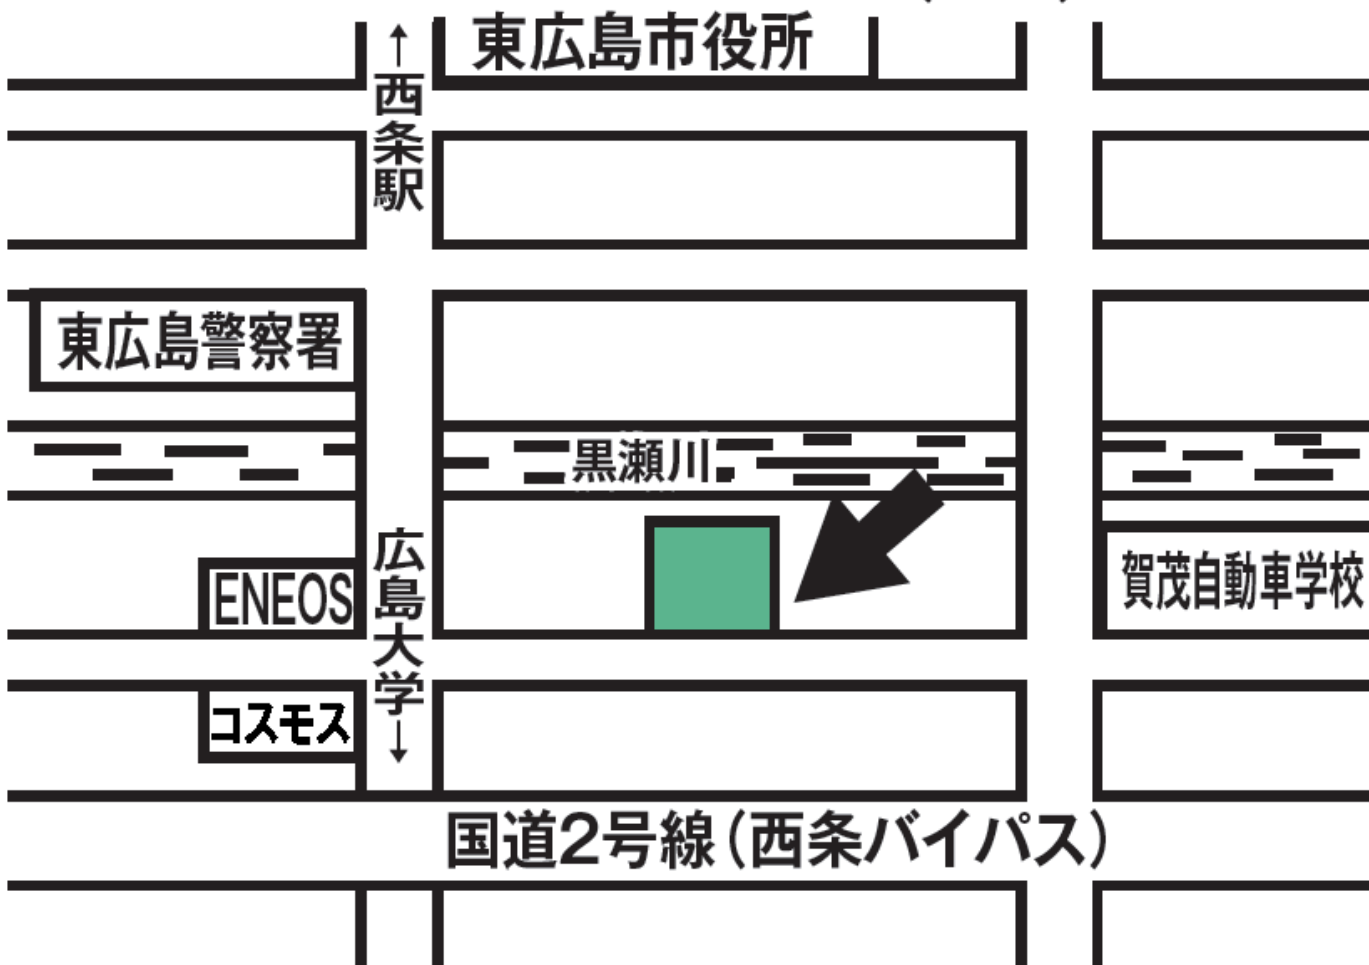 東広島市役所
↑西条駅
東広島警察署
黒瀬川
広島大学↓
ENEOS
賀茂自動車学校
コスモス
国道2号線(西条バイパス)